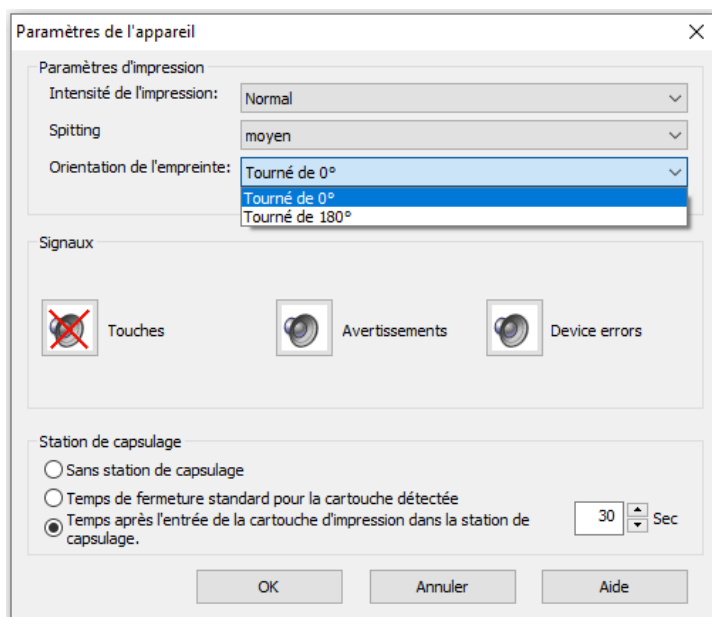 Paramètres de l'appareil
Paramètres d'impression
Intensité de l'impression: Normal
Spitting moyen
Orientation de l'empreinte: Tourné de 0°
Tourné de 0°
Tourné de 180°
Signaux
Touches Avertissements Device errors
Station de capsulage
Sans station de capsulage
Temps de fermeture standard pour la cartouche détectée
Temps après l'entrée de la cartouche d'impression dans la station de
capsulage.
30 Sec
OK Annuler Aide